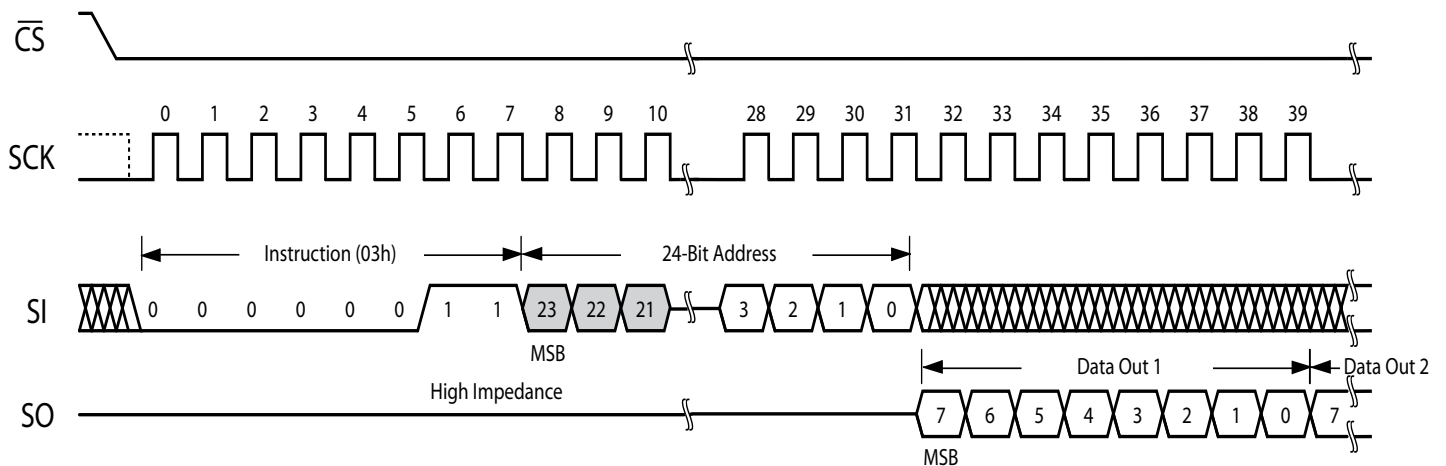 CS
0 1 2 3 4 5 6 7 8 9 10 28 29 30 31 32 33 34 35 36 37 38 39
SCK
Instruction (03h) 24-Bit Address
SI 0 0 0 0 0 0 1 1 23 22 21 3 2 1 0
MSB
Data Out 1 Data Out 2
High Impedance
SO 7 6 5 4 3 2 1 0 7
MSB